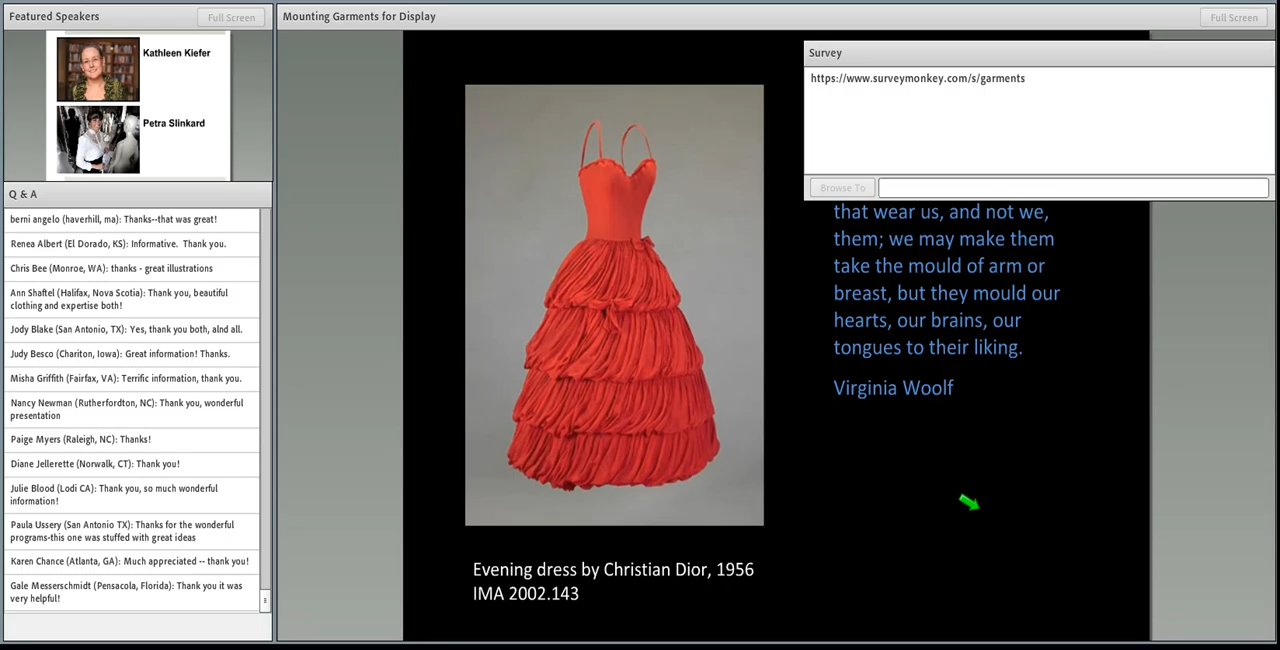 Featured Speakers
Full Screen
Kathleen Kiefer
Petra Slinkard
Q & A
berni angelo (haverhill, ma): Thanks--that was great!
Renea Albert (El Dorado, KS): Informative.  Thank you.
Chris Bee (Monroe, WA): thanks - great illustrations
Ann Shaftel (Halifax, Nova Scotia): Thank you, beautiful
clothing and expertise both!
Jody Blake (San Antonio, TX): Yes, thank you both, alnd all.
Judy Besco (Chariton, Iowa): Great information! Thanks.
Misha Griffith (Fairfax, VA): Terrific information, thank you.
Nancy Newman (Rutherfordton, NC): Thank you, wonderful
presentation
Paige Myers (Raleigh, NC): Thanks!
Diane Jellerette (Norwalk, CT): Thank you!
Julie Blood (Lodi CA): Thank you, so much wonderful
information!
Paula Ussery (San Antonio TX): Thanks for the wonderful
programs-this one was stuffed with great ideas
Karen Chance (Atlanta, GA): Much appreciated -- thank you!
Gale Messerschmidt (Pensacola, Florida): Thank you it was
very helpful!
Mounting Garments for Display
Full Screen
Survey
https://www.surveymonkey.com/s/garments
Browse To
that wear us, and not we,
them; we may make them
take the mould of arm or
breast, but they mould our
hearts, our brains, our
tongues to their liking.
Virginia Woolf
Evening dress by Christian Dior, 1956
IMA 2002.143